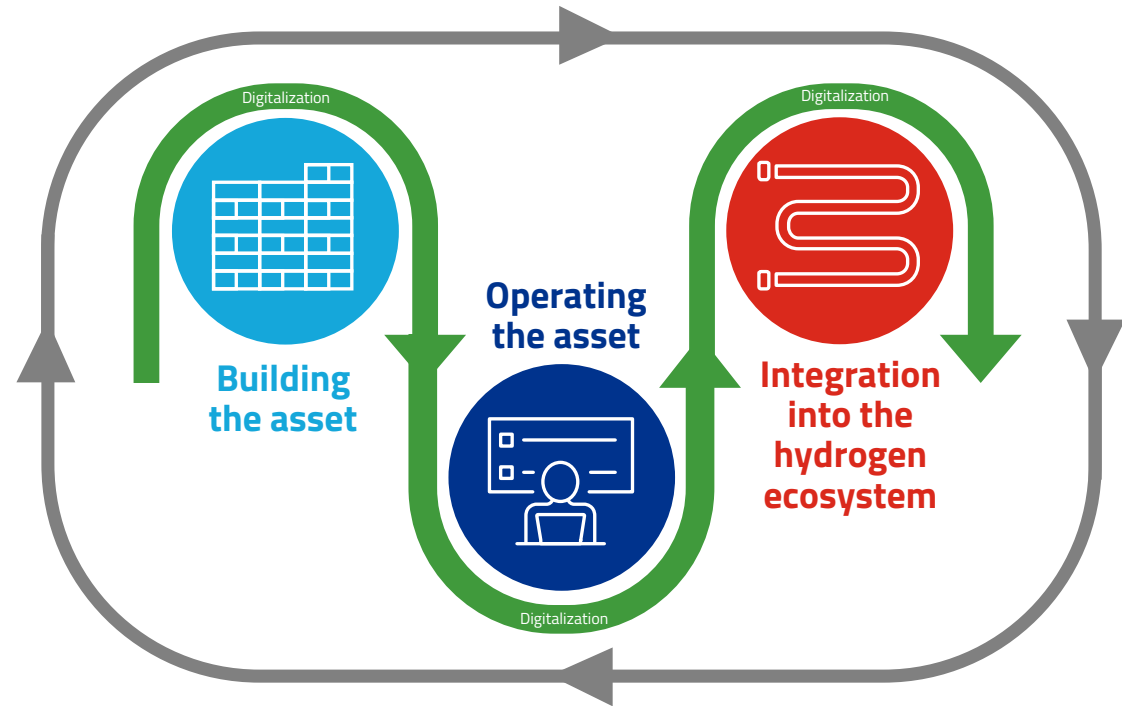 Digitalization
Building
the asset
Operating
the asset
Digitalization
Digitalization
Integration
into the
hydrogen
ecosystem